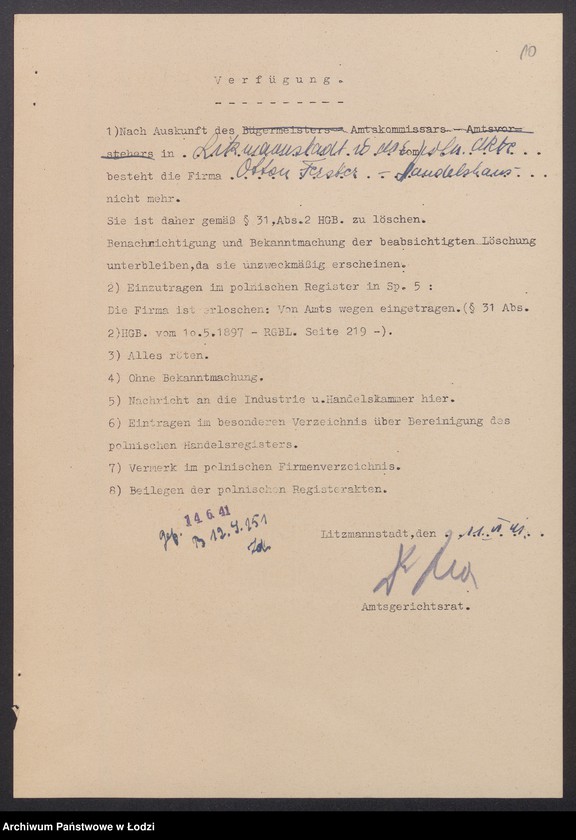 10
Verfügung.
1)Nach Auskunft des Bügermeisters Amtskommissars - Amtsvor=
stehers in Litzmannstadt
besteht die Firma Otton Ferster - Handelshaus
nicht mehr.
Sie ist daher gemäß § 31,Abs.2 HGB. zu löschen.
Benachrichtigung und Bekanntmachung der beabsichtigten Löschung
unterbleiben,da sie unzweckmäßig erscheinen.
2) Einzutragen im polnischen Register in Sp. 5 :
Die Firma ist erloschen: Von Amts wegen eingetragen.(§ 31 Abs.
2)HGB. vom 1o.5.1897 - RGBL. Seite 219 -).
3) Alles röten.
4) Ohne Bekanntmachung.
5) Nachricht an die Industrie u.Handelskammer hier.
6) Eintragen im besonderen Verzeichnis über Bereinigung des
polnischen Handelsregisters.
7) Vermerk im polnischen Firmenverzeichnis.
8) Beilegen der polnischen Registerakten.
14.6.41
Litzmannstadt,den
Amtsgerichtsrat.
Archiwum Państwowe w Łodzi